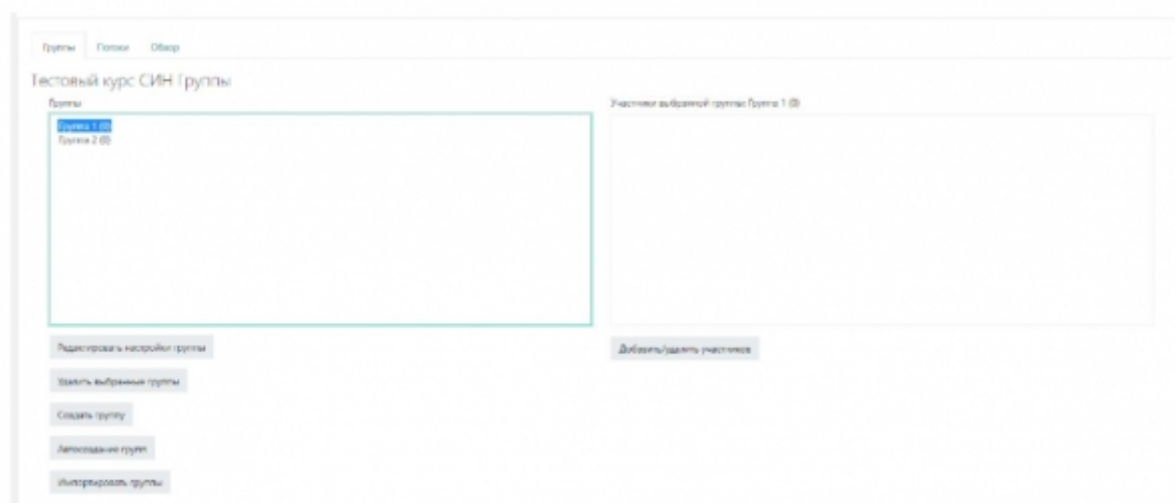 Группы Потоки Обзор
Тестовый курс СИН Группы
Группы
Участники выбранной группы: Группа 1 (0)
Группа 1 (0)
Группа 2 (0)
Редактировать настройки группы
Добавить/удалить участников
Удалить выбранные группы
Создать группу
Автосоздание групп
Импортировать группы